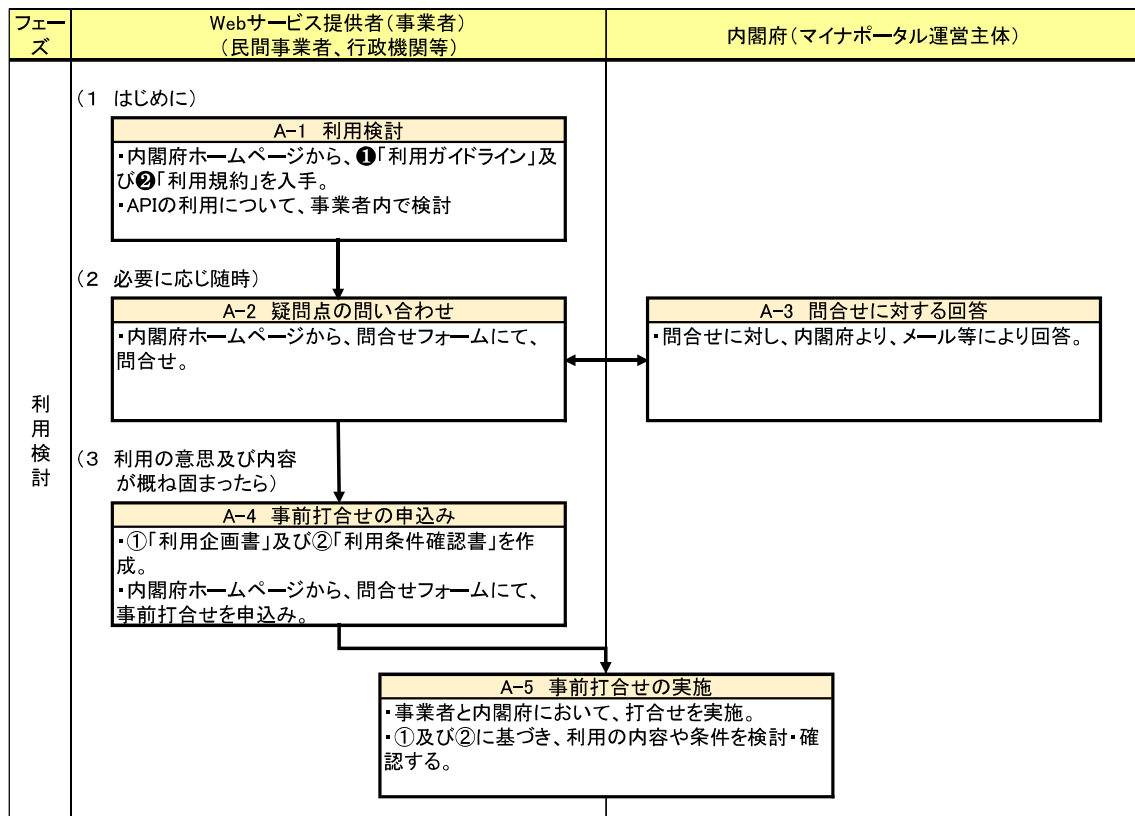 フェーズ
Webサービス提供者(事業者)
(民間事業者、行政機関等)
内閣府(マイナポータル運営主体)
利用検討
(1 はじめに)
A-1 利用検討
・内閣府ホームページから、❶「利用ガイドライン」及
び❷「利用規約」を入手。
・APIの利用について、事業者内で検討
(2 必要に応じ随時)
A-2 疑問点の問い合わせ
・内閣府ホームページから、問合せフォームにて、
問合せ。
A-3 問合せに対する回答
・問合せに対し、内閣府より、メール等により回答。
(3 利用の意思及び内容
が概ね固まったら)
A-4 事前打合せの申込み
・①「利用企画書」及び②「利用条件確認書」を作
成。
・内閣府ホームページから、問合せフォームにて、
事前打合せを申込み。
A-5 事前打合せの実施
・事業者と内閣府において、打合せを実施。
・①及び②に基づき、利用の内容や条件を検討・確
認する。